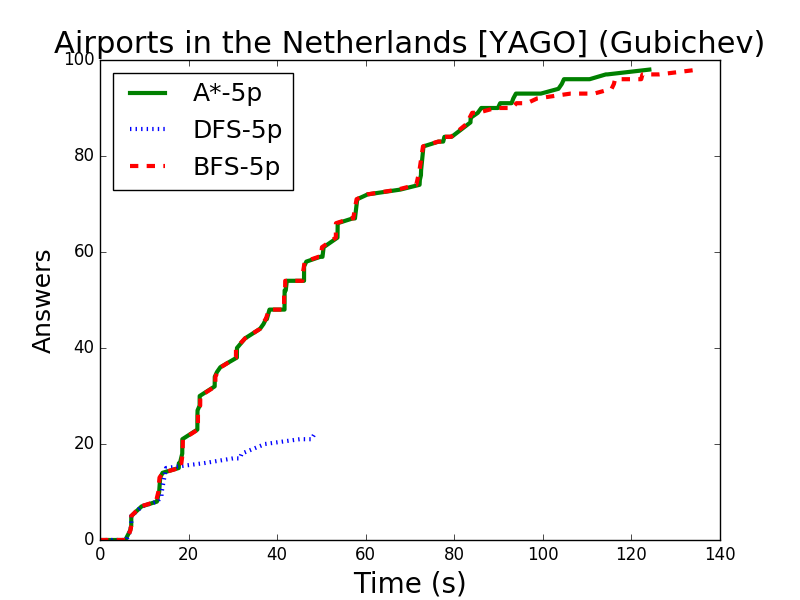 Airports in the Netherlands [YAGO] (Gubichev)
A*-5p
DFS-5p
BFS-5p
100
80
60
40
20
0
Answers
0 20 40 60 80 100 120 140
Time (s)